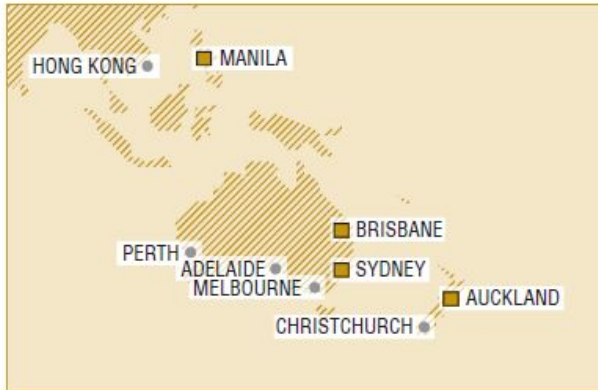 MANILA
HONG KONG
BRISBANE
PERTH
ADELAIDE
SYDNEY
MELBOURNE
AUCKLAND
CHRISTCHURCH